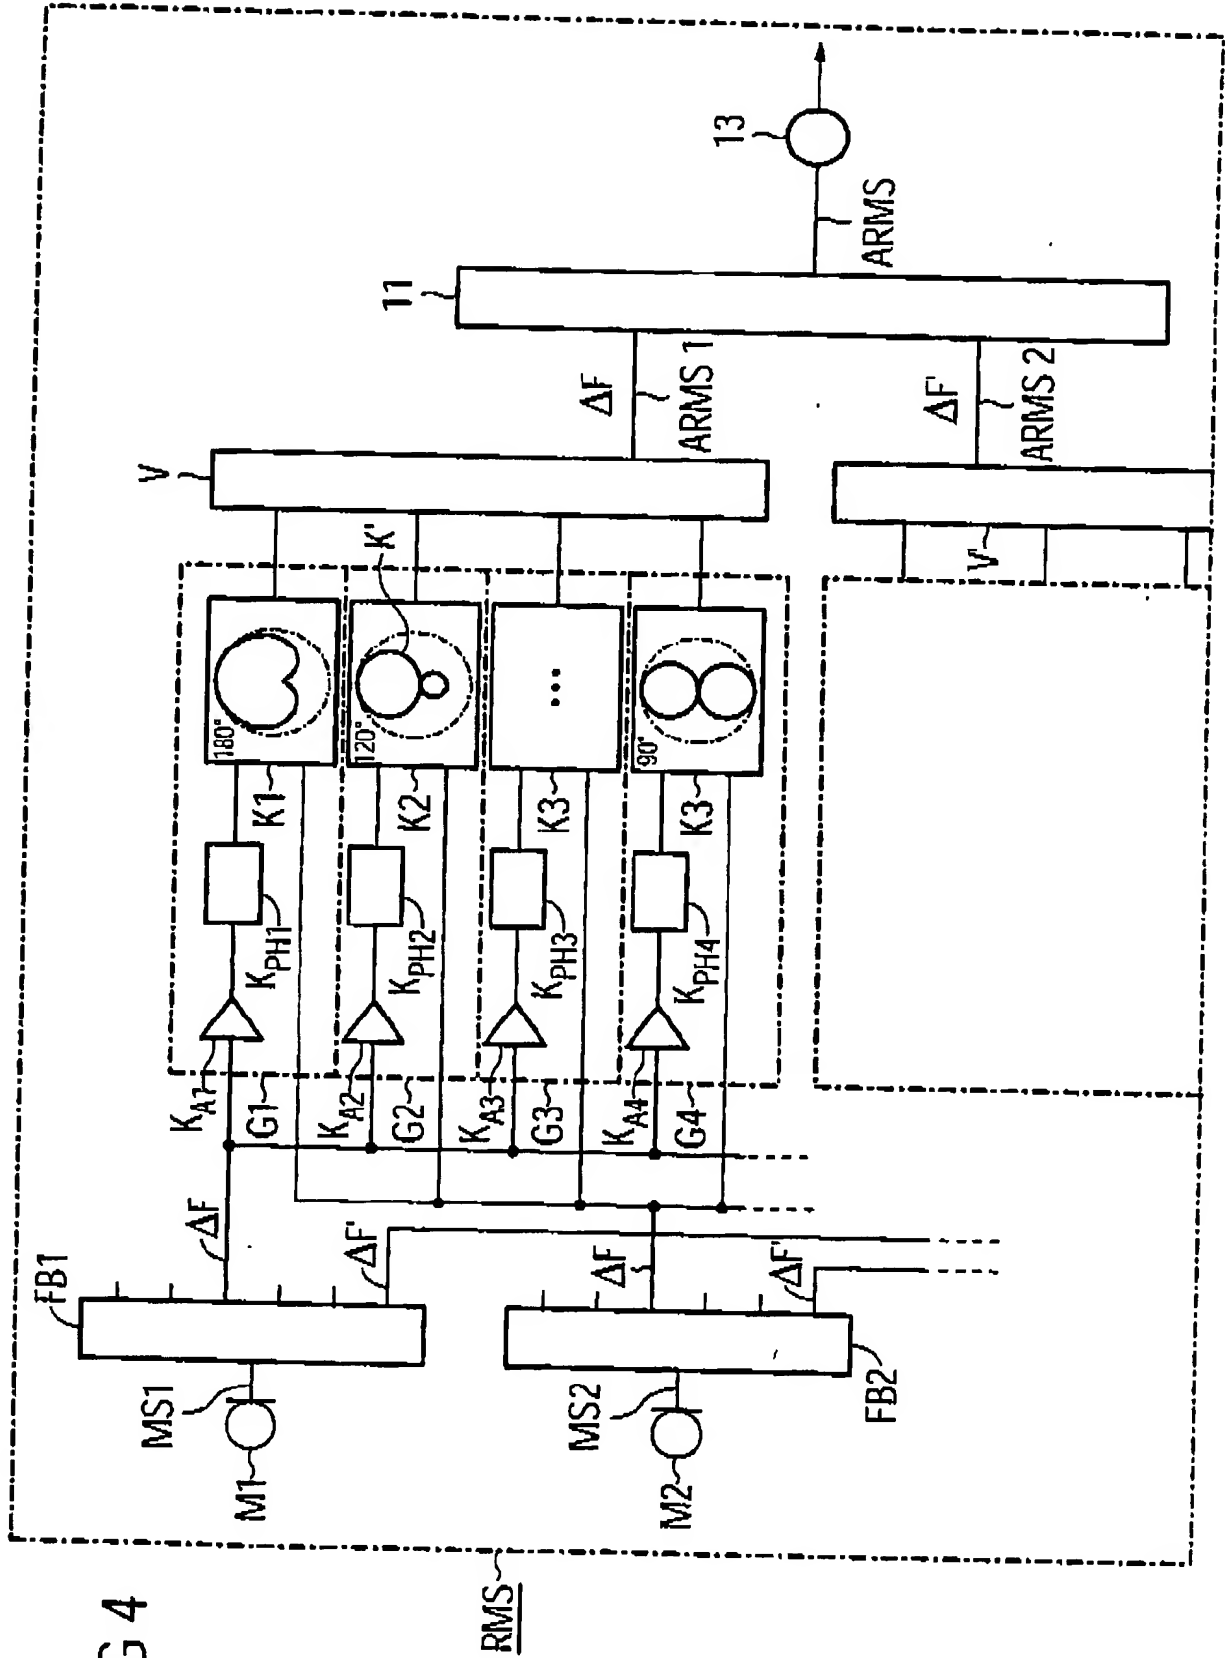 G 4
RMS
M1
MS1
FB1
ΔF
ΔF'
M2
MS2
FB2
ΔF
ΔF'
KA1
G1
KPH1
K1
180°
KA2
G2
KPH2
K2
120°
K'
KA3
G3
KPH3
K3
...
KA4
G4
KPH4
K3
90°
V
V'
ΔF
ARMS 1
ΔF'
ARMS 2
11
ARMS
13